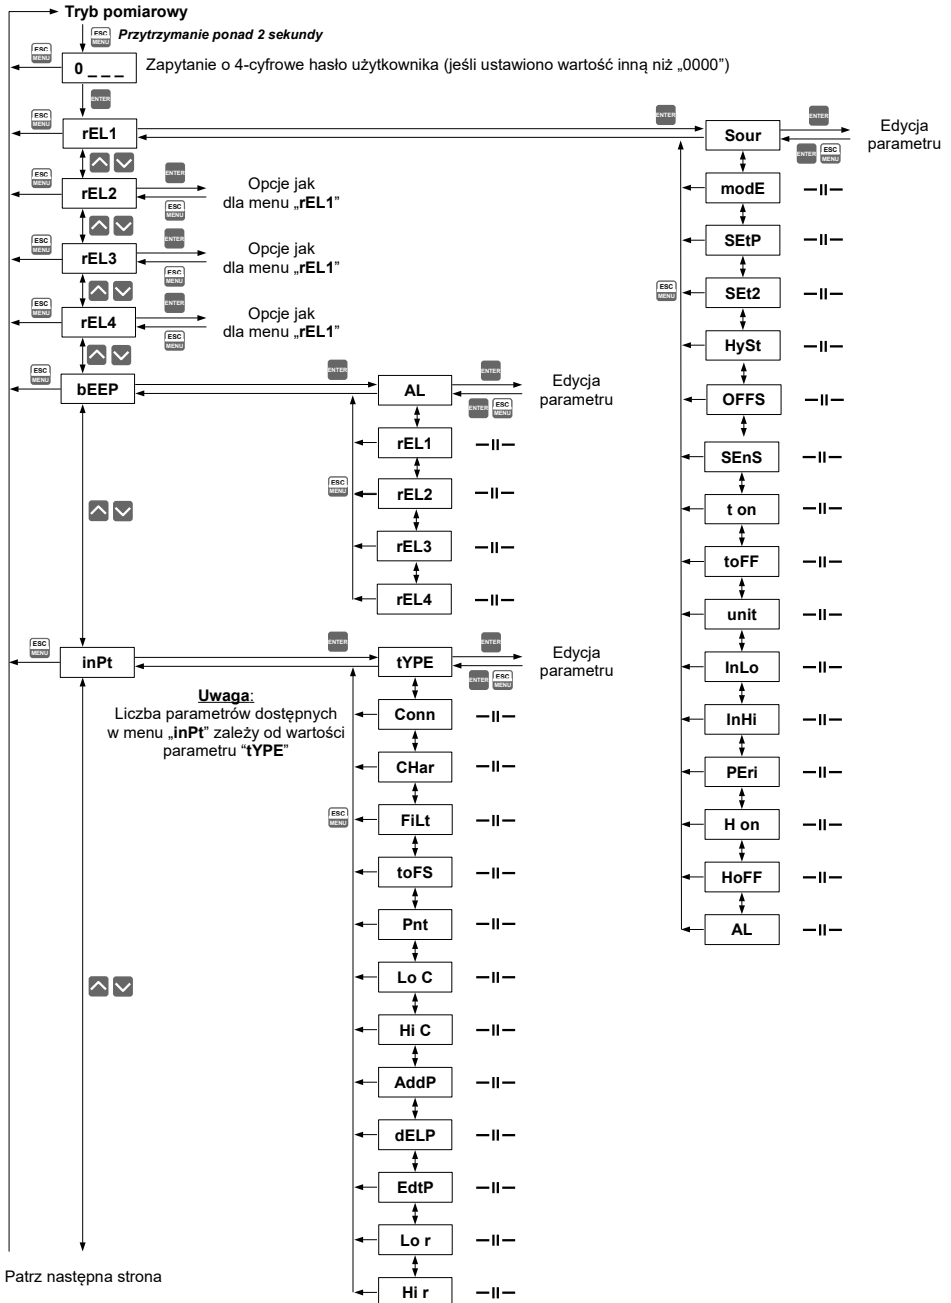 Tryb pomiarowy
ESC
MENU
Przytrzymanie ponad 2 sekundy
ESC
MENU
0 _ _ _
Zapytanie o 4-cyfrowe hasło użytkownika (jeśli ustawiono wartość inną niż „0000”)
ENTER
ESC
MENU
rEL1
ENTER
Sour
ENTER
ENTER
ESC
MENU
Edycja
parametru
ESC
MENU
rEL2
ENTER
ESC
MENU
Opcje jak
dla menu „rEL1”
ESC
MENU
rEL3
ENTER
ESC
MENU
Opcje jak
dla menu „rEL1”
ESC
MENU
rEL4
ENTER
ESC
MENU
Opcje jak
dla menu „rEL1”
modE —II—
SEtP —II—
ESC
MENU
SEt2 —II—
HySt —II—
OFFS —II—
SEnS —II—
t on —II—
toFF —II—
unit —II—
InLo —II—
InHi —II—
PEri —II—
H on —II—
HoFF —II—
AL —II—
ESC
MENU
bEEP
ENTER
AL
ENTER
ENTER
ESC
MENU
Edycja
parametru
rEL1 —II—
ESC
MENU
rEL2 —II—
rEL3 —II—
rEL4 —II—
ESC
MENU
inPt
ENTER
tYPE
ENTER
ENTER
ESC
MENU
Edycja
parametru
Uwaga:
Liczba parametrów dostępnych
w menu „inPt” zależy od wartości
parametru “tYPE”
Conn —II—
CHar —II—
ESC
MENU
FiLt —II—
toFS —II—
Pnt —II—
Lo C —II—
Hi C —II—
AddP —II—
dELP —II—
EdtP —II—
Lo r —II—
Hi r —II—
Patrz następna strona